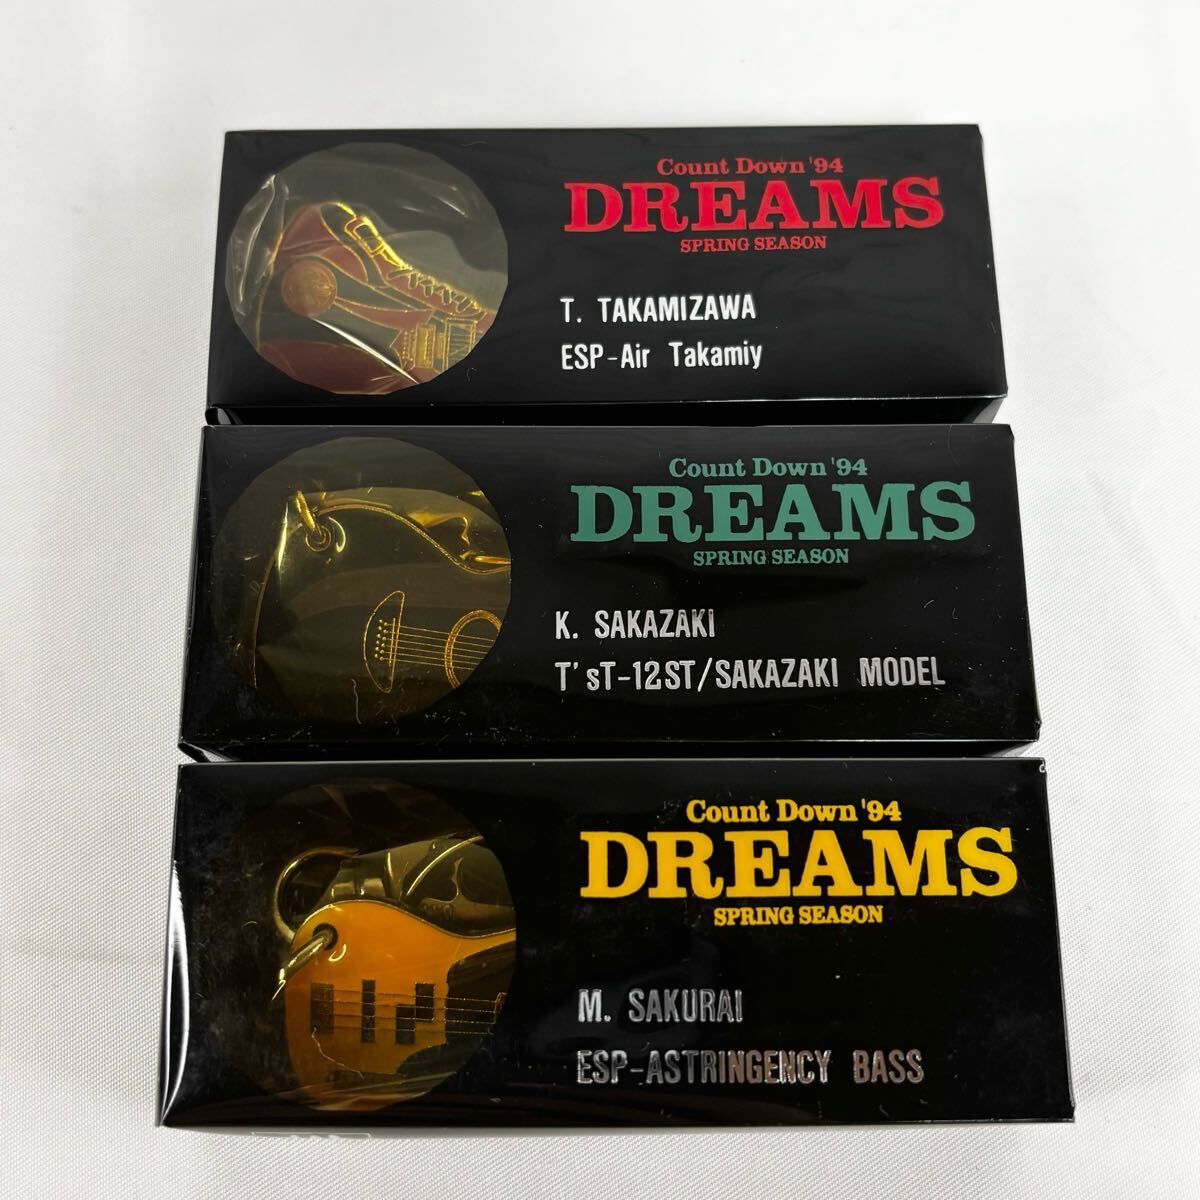 Count Down '94
DREAMS
SPRING SEASON
T. TAKAMIZAWA
ESP-Air Takamiy
Count Down '94
DREAMS
SPRING SEASON
K. SAKAZAKI
T'sT-12ST/SAKAZAKI MODEL
Count Down '94
DREAMS
SPRING SEASON
M. SAKURAI
ESP-ASTRINGENCY BASS